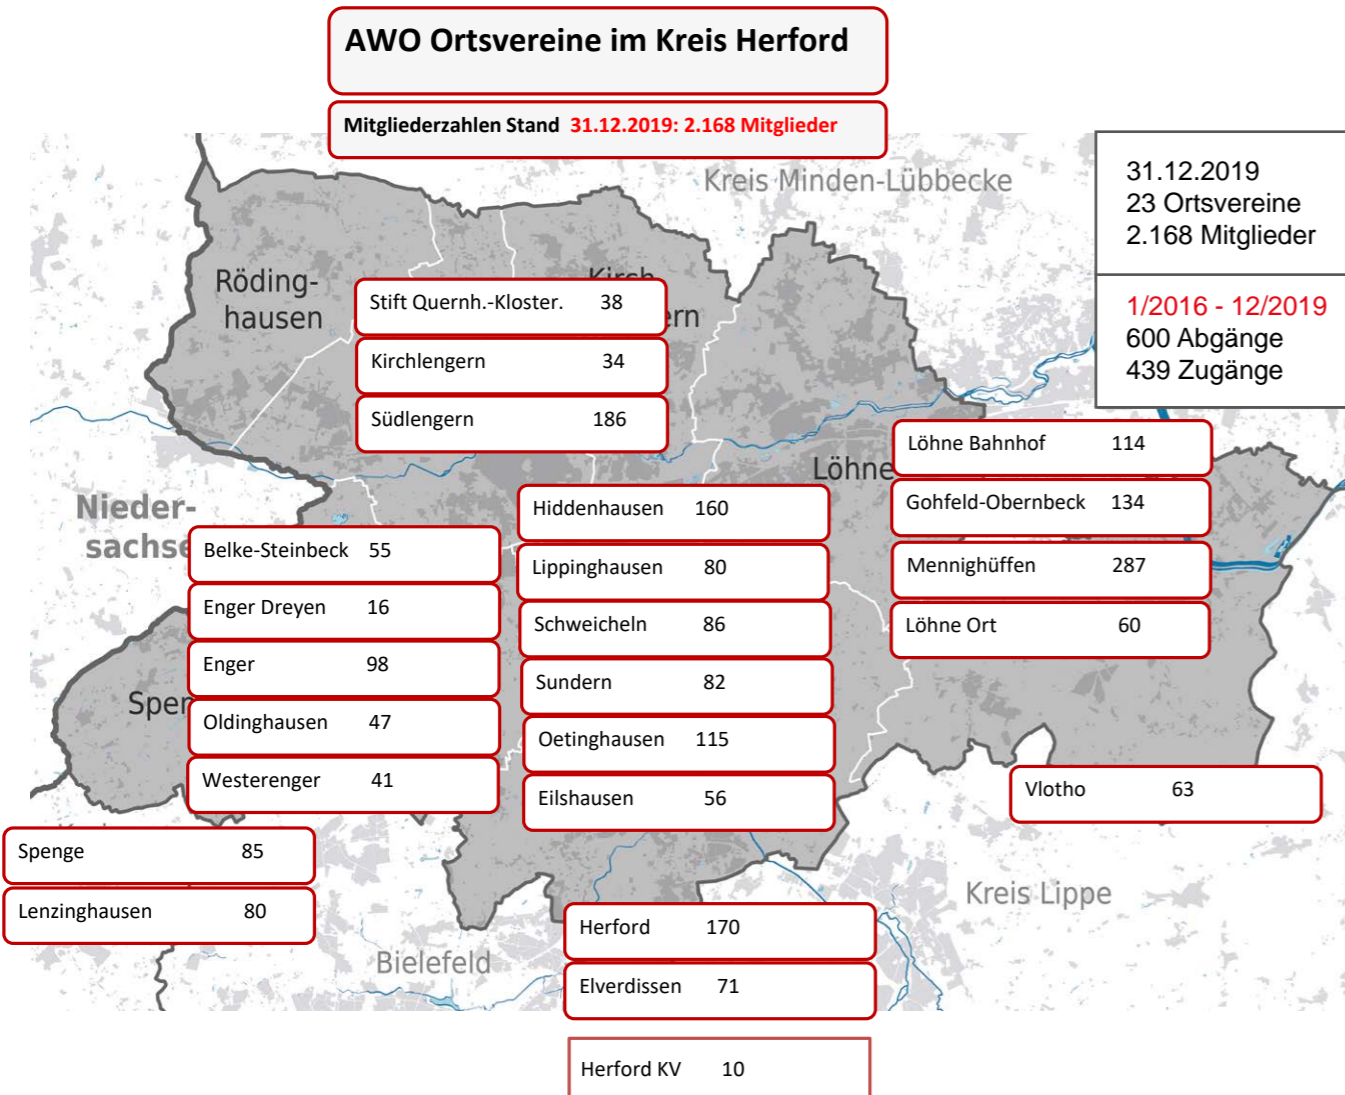 AWO Ortsvereine im Kreis Herford
Mitgliederzahlen Stand 31.12.2019: 2.168 Mitglieder
Kreis Minden-Lübbecke
31.12.2019
23 Ortsvereine
2.168 Mitglieder
1/2016 - 12/2019
600 Abgänge
439 Zugänge
Röding-
hausen
Kirch
ern
Stift Quernh.-Kloster. 38
Kirchlengern 34
Südlengern 186
Löhne
Löhne Bahnhof 114
Gohfeld-Obernbeck 134
Mennighüffen 287
Löhne Ort 60
Nieder-
sachse
Hiddenhausen 160
Lippinghausen 80
Schweicheln 86
Sundern 82
Oetinghausen 115
Eilshausen 56
Belke-Steinbeck 55
Enger Dreyen 16
Enger 98
Oldinghausen 47
Westerenger 41
Spen
Vlotho 63
Spenge 85
Lenzinghausen 80
Kreis Lippe
Bielefeld
Herford 170
Elverdissen 71
Herford KV 10